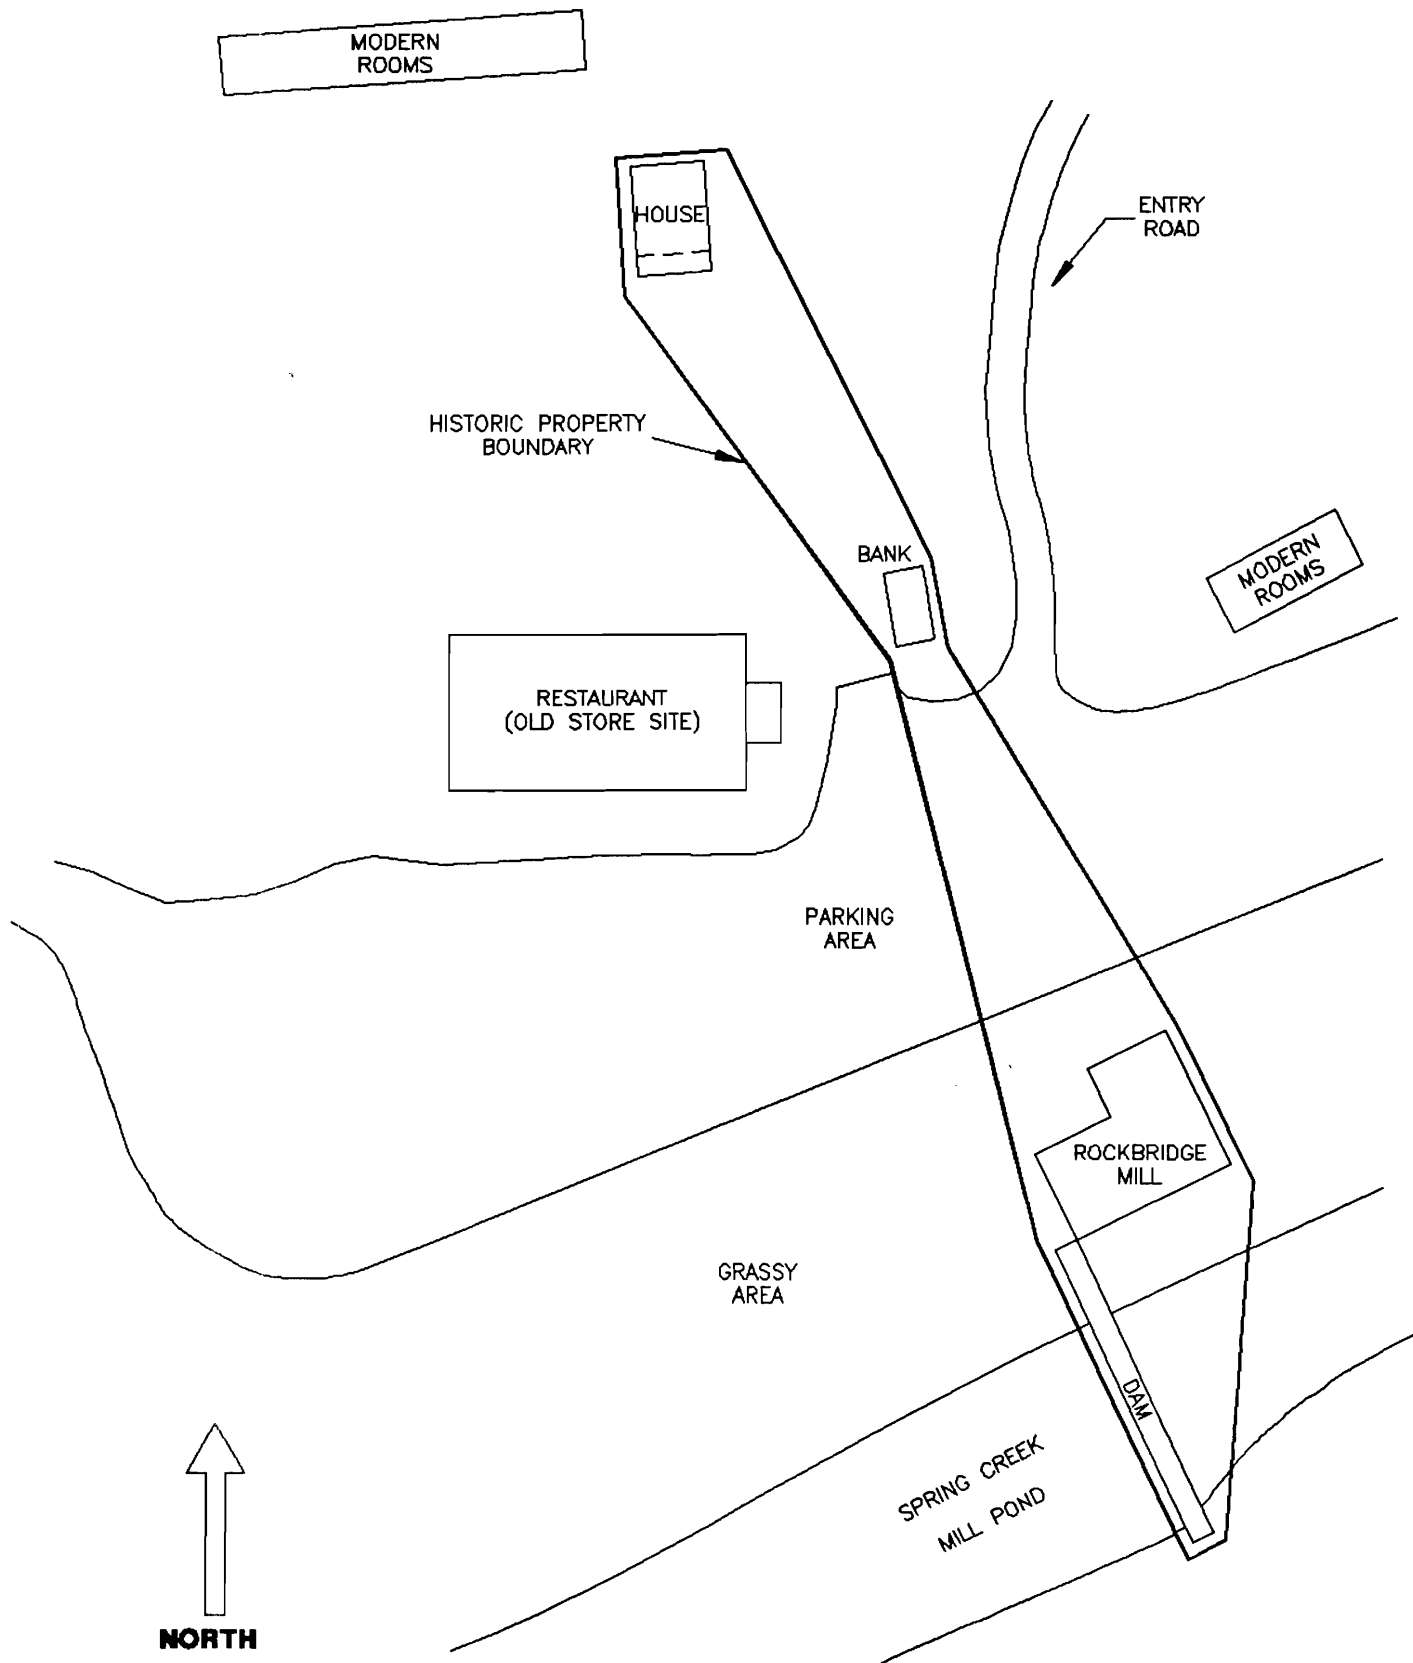 MODERN
ROOMS
HOUSE
ENTRY
ROAD
HISTORIC PROPERTY
BOUNDARY
BANK
MODERN
ROOMS
RESTAURANT
(OLD STORE SITE)
PARKING
AREA
ROCKBRIDGE
MILL
GRASSY
AREA
DAM
SPRING CREEK
MILL POND
NORTH